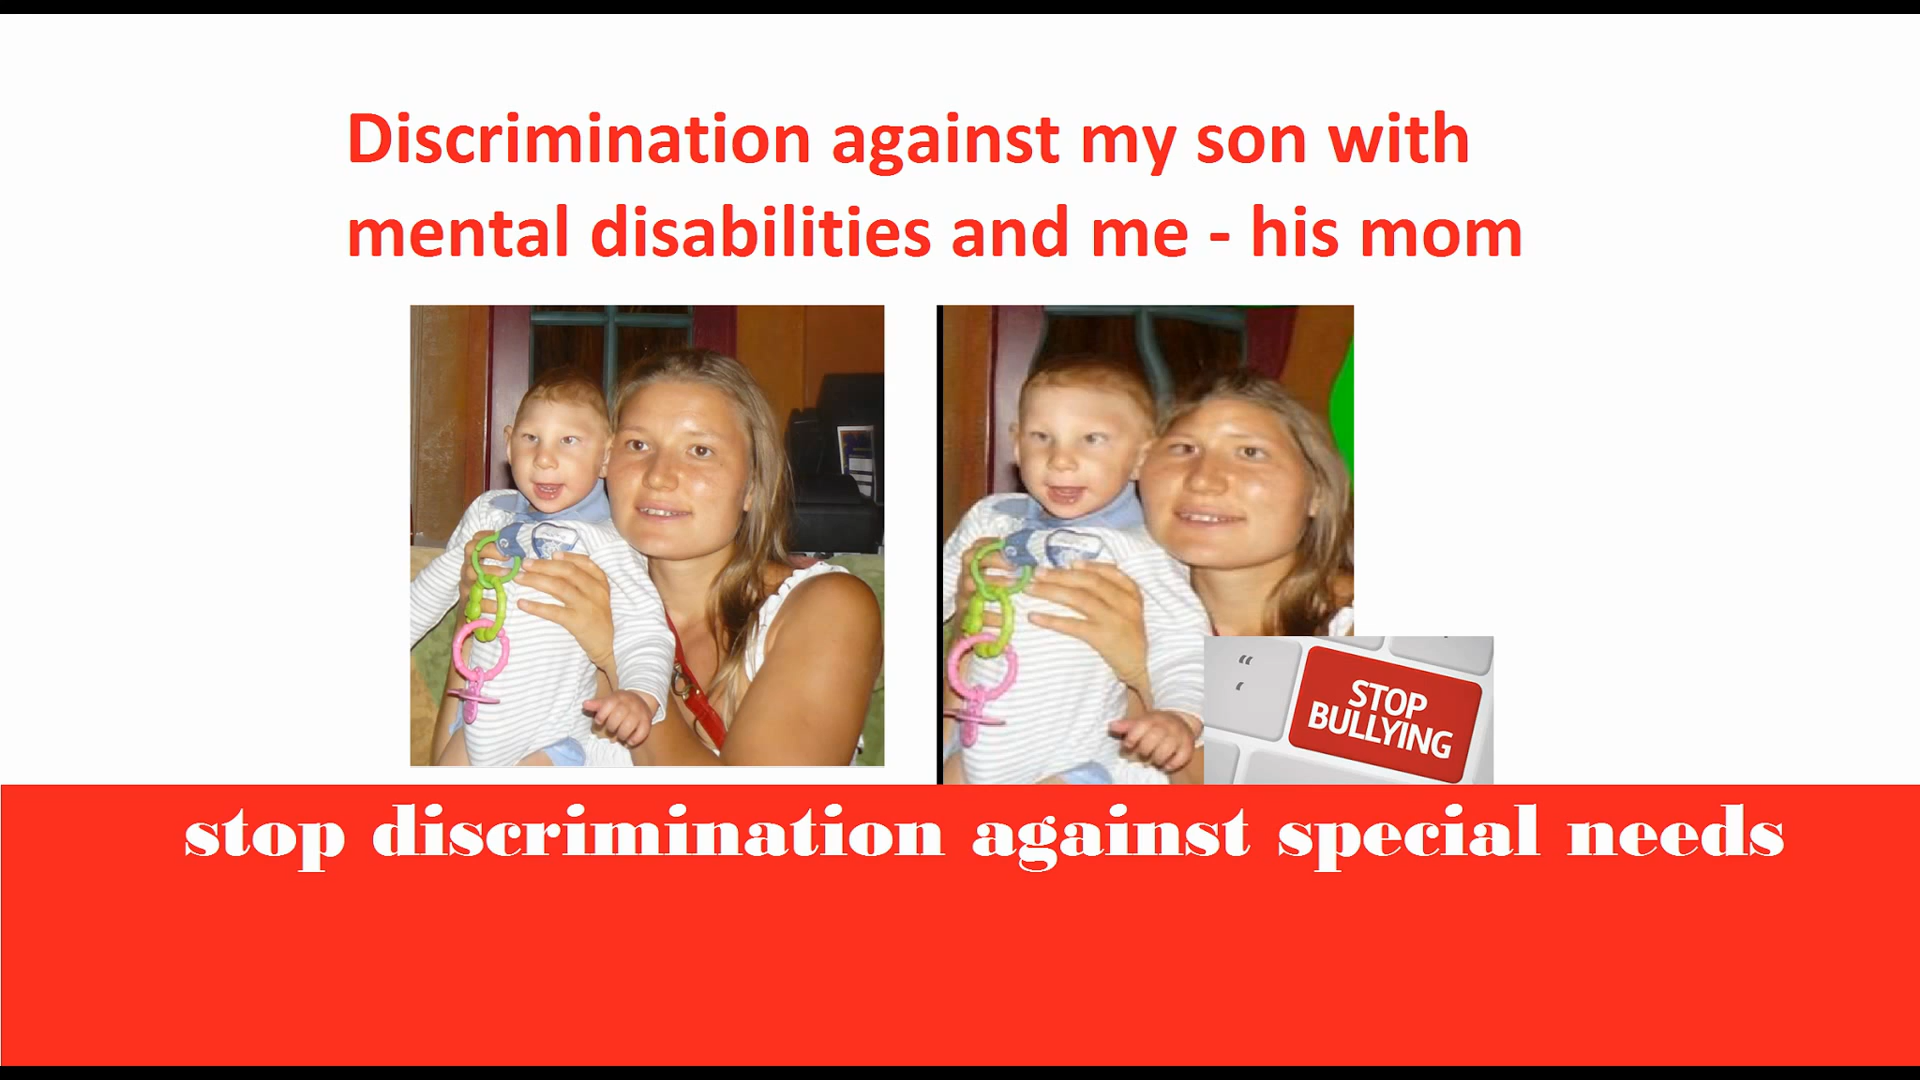 Discrimination against my son with
mental disabilities and me - his mom
STOP
BULLYING
stop discrimination against special needs